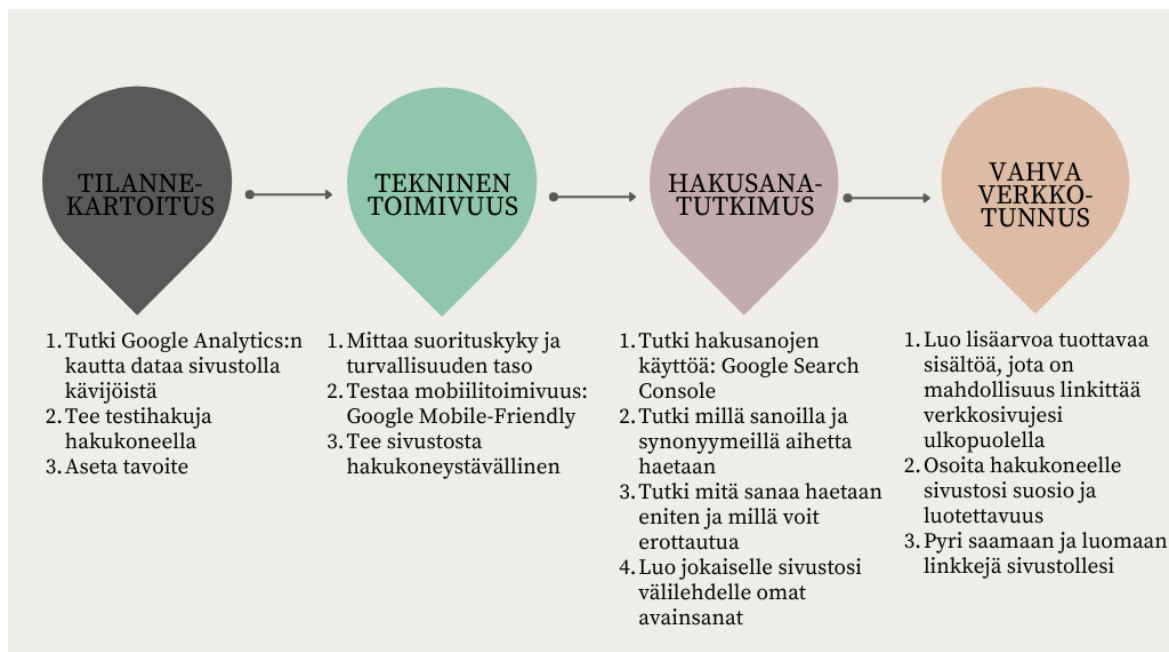 TILANNE-
KARTOITUS
1. Tutki Google Analytics:n
kautta dataa sivustolla
kävijöistä
2. Tee testihakuja
hakukoneella
3. Aseta tavoite
TEKNINEN
TOIMIVUUS
1. Mittaa suorituskyky ja
turvallisuuden taso
2. Testaa mobiilitoimivuus:
Google Mobile-Friendly
3. Tee sivustosta
hakukoneystävällinen
HAKUSANA-
TUTKIMUS
1. Tutki hakusanojen
käyttöä: Google Search
Console
2. Tutki millä sanoilla ja
synonyymeillä aihetta
haetaan
3. Tutki mitä sanaa haetaan
eniten ja millä voit
erottautua
4. Luo jokaiselle sivustosi
välilehdelle omat
avainsanat
VAHVA
VERKKO-
TUNNUS
1. Luo lisäarvoa tuottavaa
sisältöä, jota on
mahdollisuus linkittää
verkkosivujesi
ulkopuolella
2. Osoita hakukoneelle
sivustosi suosio ja
luotettavuus
3. Pyri saamaan ja luomaan
linkkejä sivustollesi